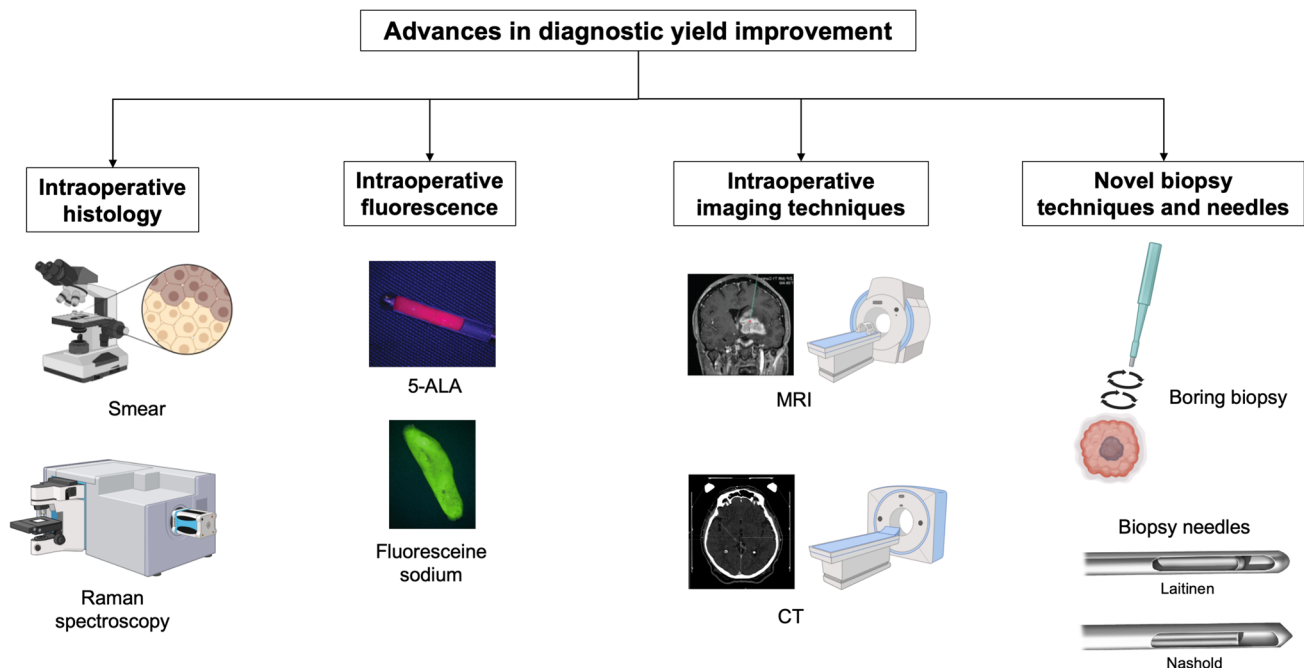 Advances in diagnostic yield improvement
Intraoperative
histology
Intraoperative
fluorescence
Intraoperative
imaging techniques
Novel biopsy
techniques and needles
Smear
5-ALA
MRI
Boring biopsy
Raman
spectroscopy
Fluoresceine
sodium
CT
Biopsy needles
Laitinen
Nashold